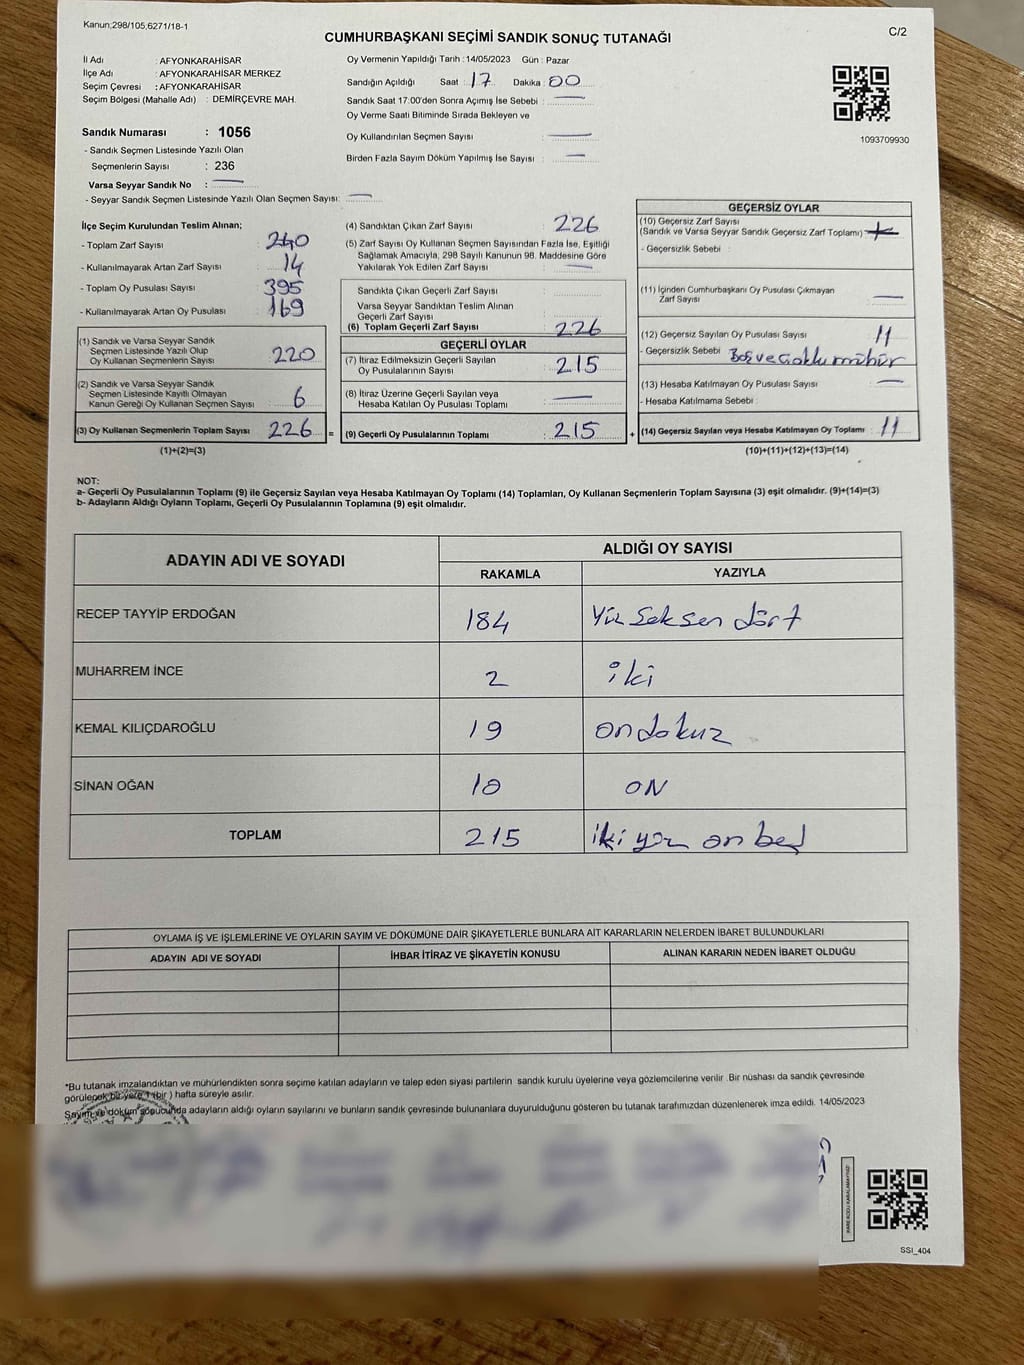 Kanun;298/105,6271/18-1
C/2
CUMHURBAŞKANI SEÇİMİ SANDIK SONUÇ TUTANAĞI
İl Adı : AFYONKARAHİSAR
İlçe Adı : AFYONKARAHİSAR MERKEZ
Seçim Çevresi : AFYONKARAHİSAR
Seçim Bölgesi (Mahalle Adı) : DEMİRÇEVRE MAH.
Sandık Numarası : 1056
- Sandık Seçmen Listesinde Yazılı Olan
Seçmenlerin Sayısı : 236
Varsa Seyyar Sandık No :
- Seyyar Sandık Seçmen Listesinde Yazılı Olan Seçmen Sayısı:
Oy Vermenin Yapıldığı Tarih : 14/05/2023 Gün : Pazar
Sandığın Açıldığı Saat : 17 Dakika : 00
Sandık Saat 17:00'den Sonra Açımış İse Sebebi :
Oy Verme Saati Bitiminde Sırada Bekleyen ve
Oy Kullandırılan Seçmen Sayısı :
Birden Fazla Sayım Döküm Yapılmış İse Sayısı :
1093709930
İlçe Seçim Kurulundan Teslim Alınan;
- Toplam Zarf Sayısı : 240
- Kullanılmayarak Artan Zarf Sayısı : 14
- Toplam Oy Pusulası Sayısı : 395
- Kullanılmayarak Artan Oy Pusulası : 169
(1) Sandık ve Varsa Seyyar Sandık
Seçmen Listesinde Yazılı Olup
Oy Kullanan Seçmenlerin Sayısı : 220
(2) Sandık ve Varsa Seyyar Sandık
Seçmen Listesinde Kayıtlı Olmayan
Kanun Gereği Oy Kullanan Seçmen Sayısı : 6
(3) Oy Kullanan Seçmenlerin Toplam Sayısı : 226 =
(1)+(2)=(3)
(4) Sandıktan Çıkan Zarf Sayısı : 226
(5) Zarf Sayısı Oy Kullanan Seçmen Sayısından Fazla İse, Eşitliği
Sağlamak Amacıyla, 298 Sayılı Kanunun 98. Maddesine Göre
Yakılarak Yok Edilen Zarf Sayısı :
Sandıkta Çıkan Geçerli Zarf Sayısı :
Varsa Seyyar Sandıktan Teslim Alınan
Geçerli Zarf Sayısı :
(6) Toplam Geçerli Zarf Sayısı : 226
GEÇERLİ OYLAR
(7) İtiraz Edilmeksizin Geçerli Sayılan
Oy Pusulalarının Sayısı : 215
(8) İtiraz Üzerine Geçerli Sayılan veya
Hesaba Katılan Oy Pusulası Toplamı :
(9) Geçerli Oy Pusulalarının Toplamı : 215 +
GEÇERSİZ OYLAR
(10) Geçersiz Zarf Sayısı
(Sandık ve Varsa Seyyar Sandık Geçersiz Zarf Toplamı) :
- Geçersizlik Sebebi :
(11) İçinden Cumhurbaşkanı Oy Pusulası Çıkmayan
Zarf Sayısı :
(12) Geçersiz Sayılan Oy Pusulası Sayısı : 11
- Geçersizlik Sebebi : Boş ve Çoklu mühür
(13) Hesaba Katılmayan Oy Pusulası Sayısı :
- Hesaba Katılmama Sebebi :
(14) Geçersiz Sayılan veya Hesaba Katılmayan Oy Toplamı : 11
(10)+(11)+(12)+(13)=(14)
NOT:
a- Geçerli Oy Pusulalarının Toplamı (9) ile Geçersiz Sayılan veya Hesaba Katılmayan Oy Toplamı (14) Toplamları, Oy Kullanan Seçmenlerin Toplam Sayısına (3) eşit olmalıdır. (9)+(14)=(3)
b- Adayların Aldığı Oyların Toplamı, Geçerli Oy Pusulalarının Toplamına (9) eşit olmalıdır.
ADAYIN ADI VE SOYADI
ALDIĞI OY SAYISI
RAKAMLA YAZIYLA
RECEP TAYYİP ERDOĞAN 184 Yüz Seksen dört
MUHARREM İNCE 2 iki
KEMAL KILIÇDAROĞLU 19 on dokuz
SİNAN OĞAN 10 ON
TOPLAM 215 iki yüz on beş
OYLAMA İŞ VE İŞLEMLERİNE VE OYLARIN SAYIM VE DÖKÜMÜNE DAİR ŞİKAYETLERLE BUNLARA AİT KARARLARIN NELERDEN İBARET BULUNDUKLARI
ADAYIN ADI VE SOYADI İHBAR İTİRAZ VE ŞİKAYETİN KONUSU ALINAN KARARIN NEDEN İBARET OLDUĞU
*Bu tutanak imzalandıktan ve mühürlendikten sonra seçime katılan adayların ve talep eden siyasi partilerin sandık kurulu üyelerine veya gözlemcilerine verilir .Bir nüshası da sandık çevresinde
görülecek bir yere 1 (bir ) hafta süreyle asılır.
Sayım ve döküm sonucunda adayların aldığı oyların sayılarını ve bunların sandık çevresinde bulunanlara duyurulduğunu gösteren bu tutanak tarafımızdan düzenlenerek imza edildi. 14/05/2023
KARE KODU KARALAMAYINIZ!
SSI_404